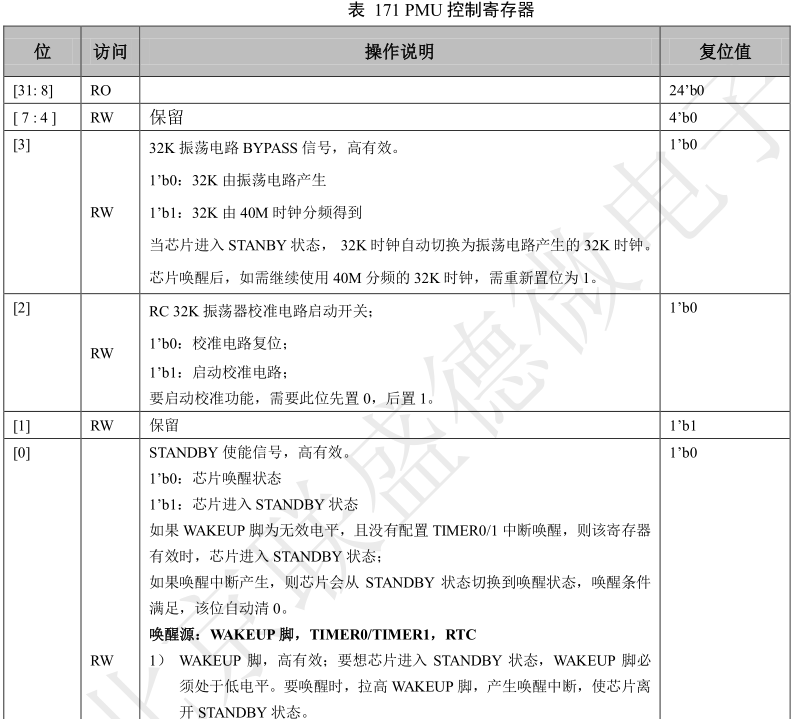 表 171 PMU 控制寄存器
位 访问 操作说明 复位值
[31: 8] RO 24’b0
[ 7 : 4 ] RW 保留 4’b0
[3] 32K 振荡电路 BYPASS 信号，高有效。 1’b0
1’b0：32K 由振荡电路产生
RW 1’b1：32K 由 40M 时钟分频得到
当芯片进入 STANBY 状态， 32K 时钟自动切换为振荡电路产生的 32K 时钟。
芯片唤醒后，如需继续使用 40M 分频的 32K 时钟，需重新置位为 1。
[2] RC 32K 振荡器校准电路启动开关； 1’b0
RW 1’b0：校准电路复位；
1’b1：启动校准电路；
要启动校准功能，需要此位先置 0，后置 1。
[1] RW 保留 1’b1
[0] STANDBY 使能信号，高有效。 1’b0
1’b0：芯片唤醒状态
1’b1：芯片进入 STANDBY 状态
如果 WAKEUP 脚为无效电平，且没有配置 TIMER0/1 中断唤醒，则该寄存器
有效时，芯片进入 STANDBY 状态；
如果唤醒中断产生，则芯片会从 STANDBY 状态切换到唤醒状态，唤醒条件
满足，该位自动清 0。
唤醒源：WAKEUP 脚，TIMER0/TIMER1，RTC
RW 1） WAKEUP 脚，高有效；要想芯片进入 STANDBY 状态，WAKEUP 脚必
须处于低电平。要唤醒时，拉高 WAKEUP 脚，产生唤醒中断，使芯片离
开 STANDBY 状态。
北京联盛德微电子